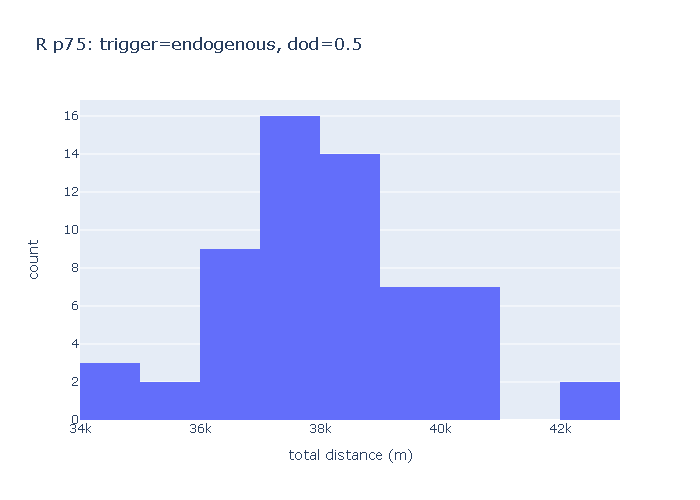 R p75: trigger=endogenous, dod=0.5
16
14
12
10
8
6
4
2
0
count
34k
36k
38k
40k
42k
total distance (m)